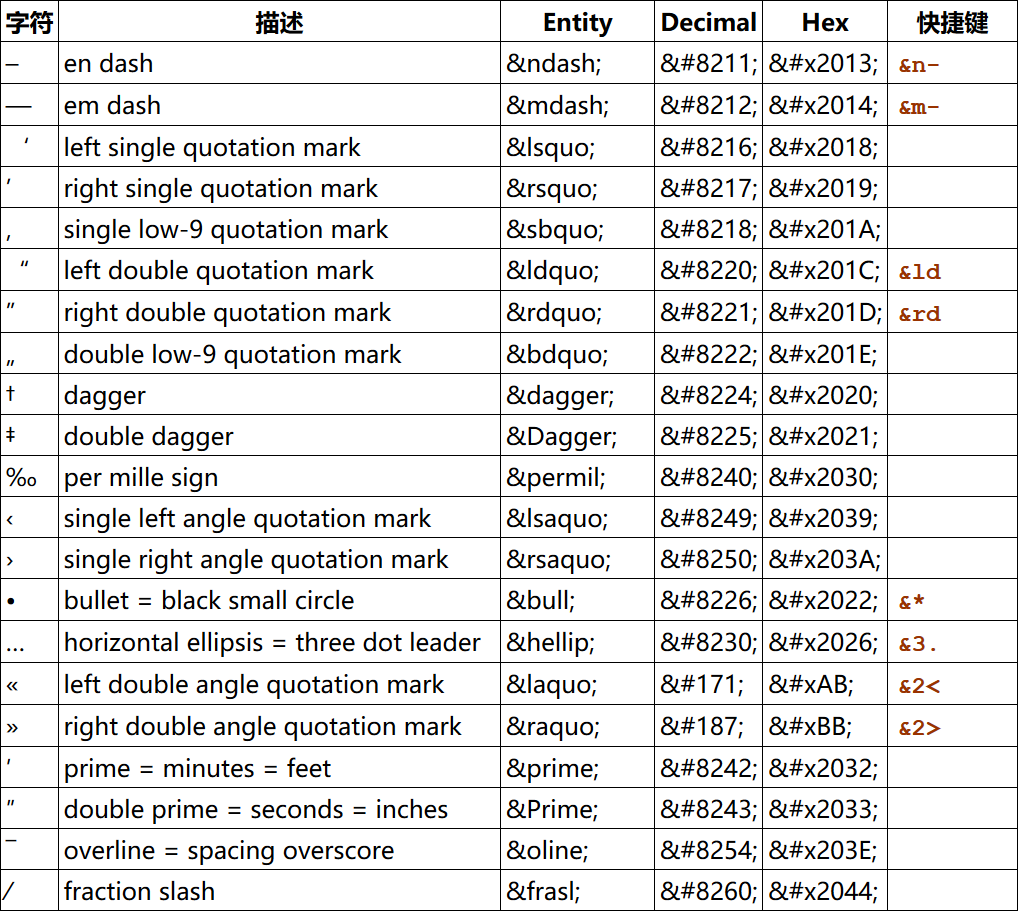 字符 描述 Entity Decimal Hex 快捷键
– en dash &ndash; &#8211; &#x2013; &n-
— em dash &mdash; &#8212; &#x2014; &m-
‘ left single quotation mark &lsquo; &#8216; &#x2018;
’ right single quotation mark &rsquo; &#8217; &#x2019;
‚ single low-9 quotation mark &sbquo; &#8218; &#x201A;
“ left double quotation mark &ldquo; &#8220; &#x201C; &ld
” right double quotation mark &rdquo; &#8221; &#x201D; &rd
„ double low-9 quotation mark &bdquo; &#8222; &#x201E;
† dagger &dagger; &#8224; &#x2020;
‡ double dagger &Dagger; &#8225; &#x2021;
‰ per mille sign &permil; &#8240; &#x2030;
‹ single left angle quotation mark &lsaquo; &#8249; &#x2039;
› single right angle quotation mark &rsaquo; &#8250; &#x203A;
• bullet = black small circle &bull; &#8226; &#x2022; &*
… horizontal ellipsis = three dot leader &hellip; &#8230; &#x2026; &3.
« left double angle quotation mark &laquo; &#171; &#xAB; &2<
» right double angle quotation mark &raquo; &#187; &#xBB; &2>
′ prime = minutes = feet &prime; &#8242; &#x2032;
″ double prime = seconds = inches &Prime; &#8243; &#x2033;
‾ overline = spacing overscore &oline; &#8254; &#x203E;
⁄ fraction slash &frasl; &#8260; &#x2044;